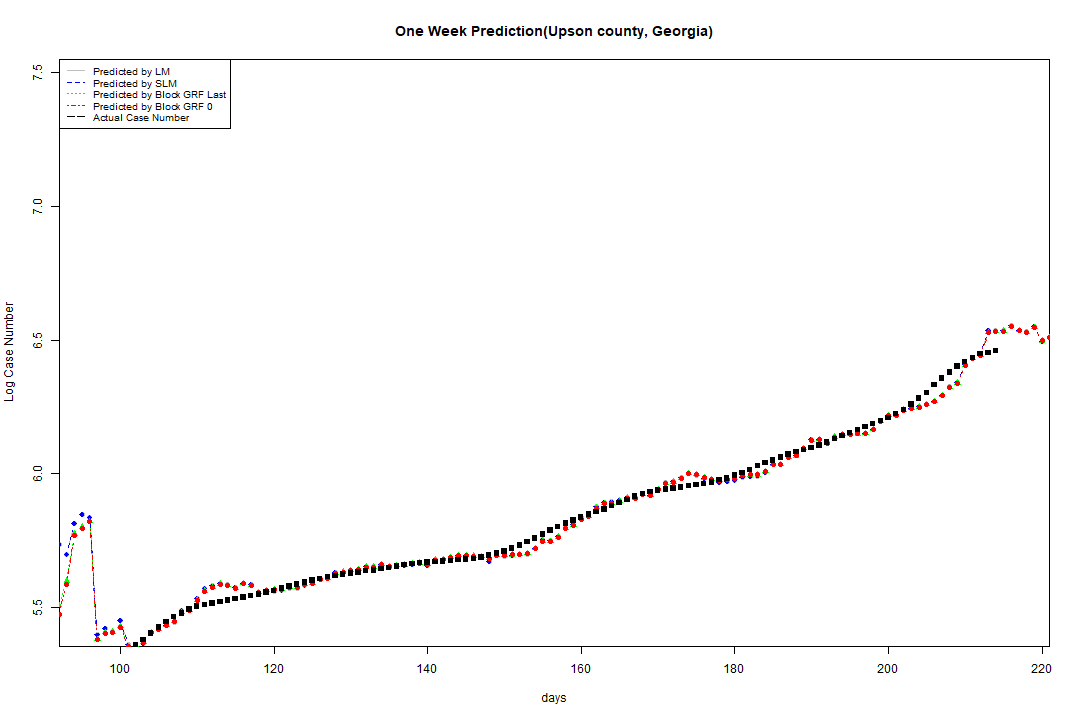 One Week Prediction(Upson county, Georgia)
Predicted by LM
Predicted by SLM
Predicted by Block GRF Last
Predicted by Block GRF 0
Actual Case Number
7.5
7.0
6.5
6.0
5.5
Log Case Number
100 120 140 160 180 200 220
days